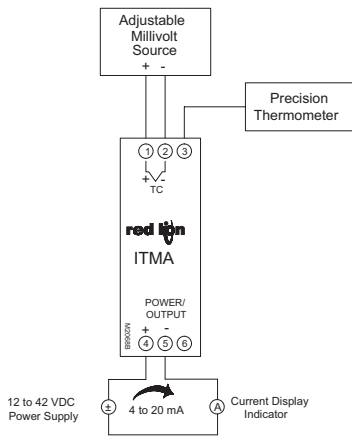 Adjustable
Millivolt
Source
+ -
Precision
Thermometer
1 2 3
+ -
TC
red lion
ITMA
POWER/
OUTPUT
M2068B
+ -
4 5 6
12 to 42 VDC
Power Supply
±
4 to 20 mA
A
Current Display
Indicator